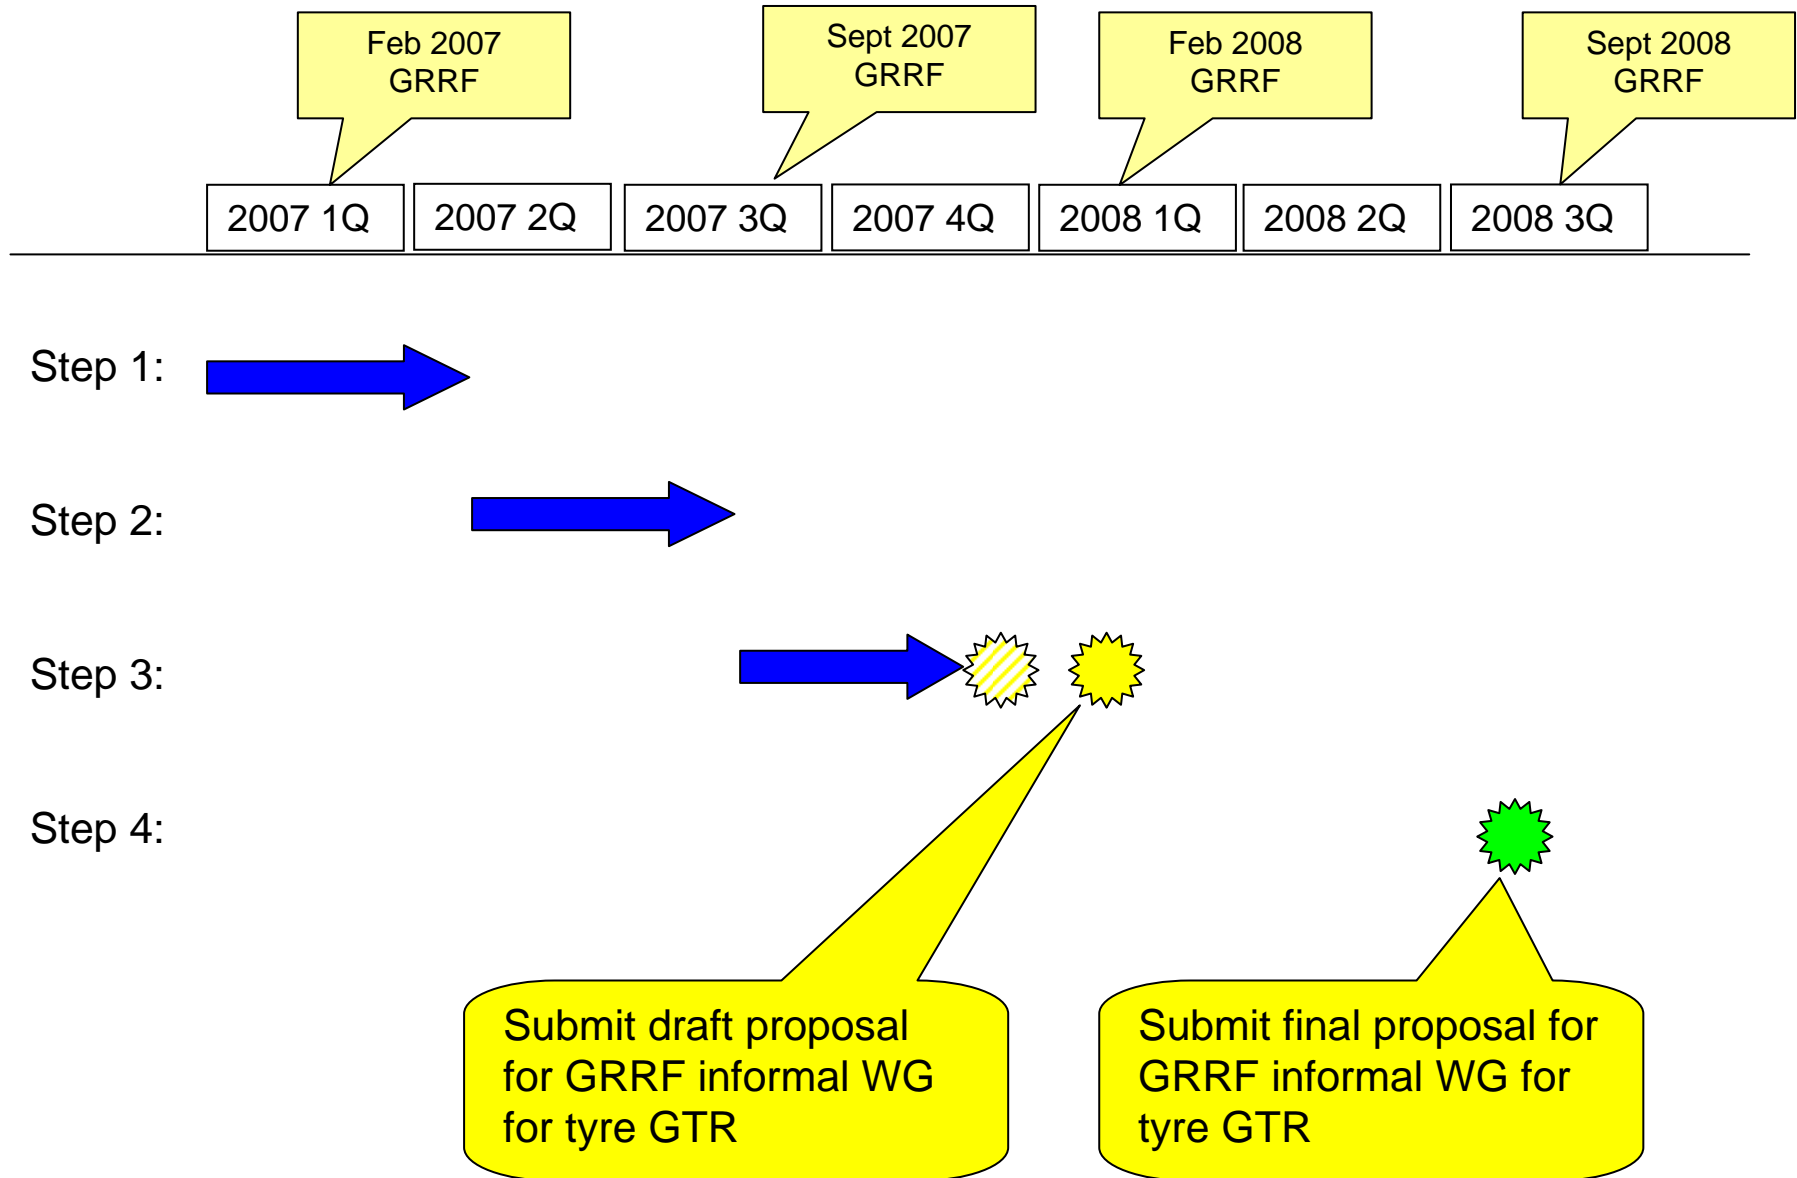 Feb 2007
GRRF
Sept 2007
GRRF
Feb 2008
GRRF
Sept 2008
GRRF
2007 1Q
2007 2Q
2007 3Q
2007 4Q
2008 1Q
2008 2Q
2008 3Q
Step 1:
Step 2:
Step 3:
Step 4:
Submit draft proposal
for GRRF informal WG
for tyre GTR
Submit final proposal for
GRRF informal WG for
tyre GTR